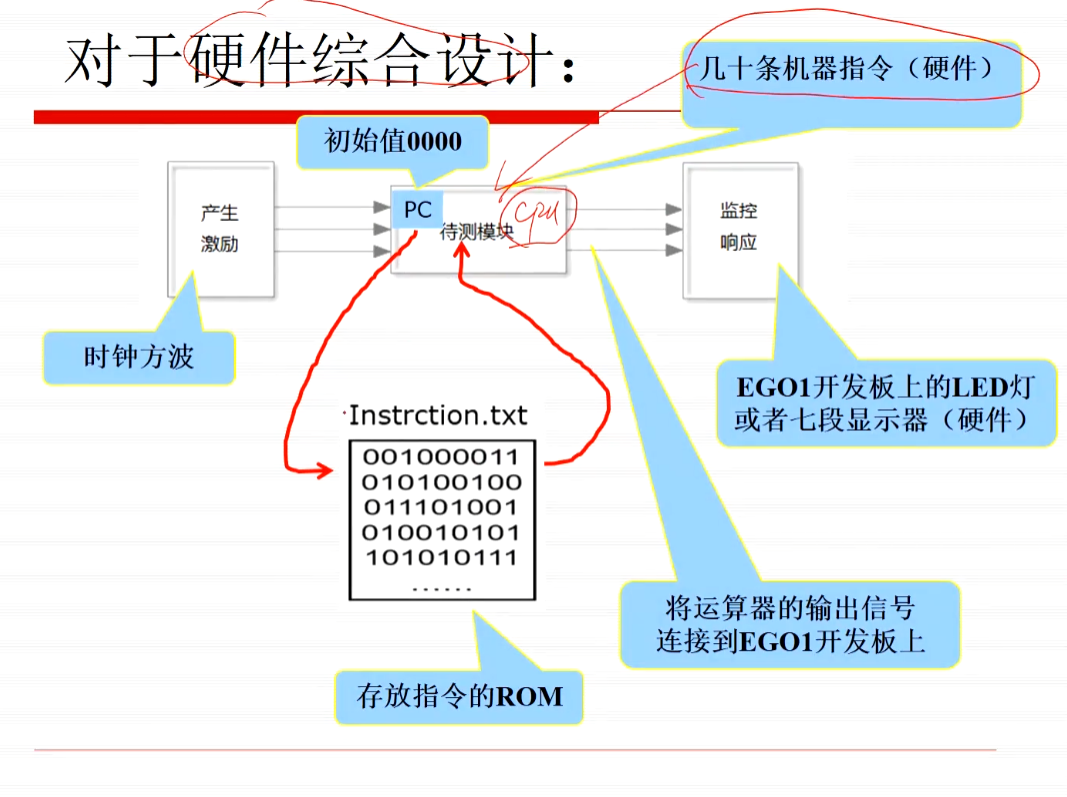 对于硬件综合设计：
几十条机器指令（硬件）
初始值0000
产生
激励
PC
待测模块
CPU
监控
响应
时钟方波
EGO1开发板上的LED灯
或者七段显示器（硬件）
Instrction.txt
001000011
010100100
011101001
010010101
101010111
......
将运算器的输出信号
连接到EGO1开发板上
存放指令的ROM